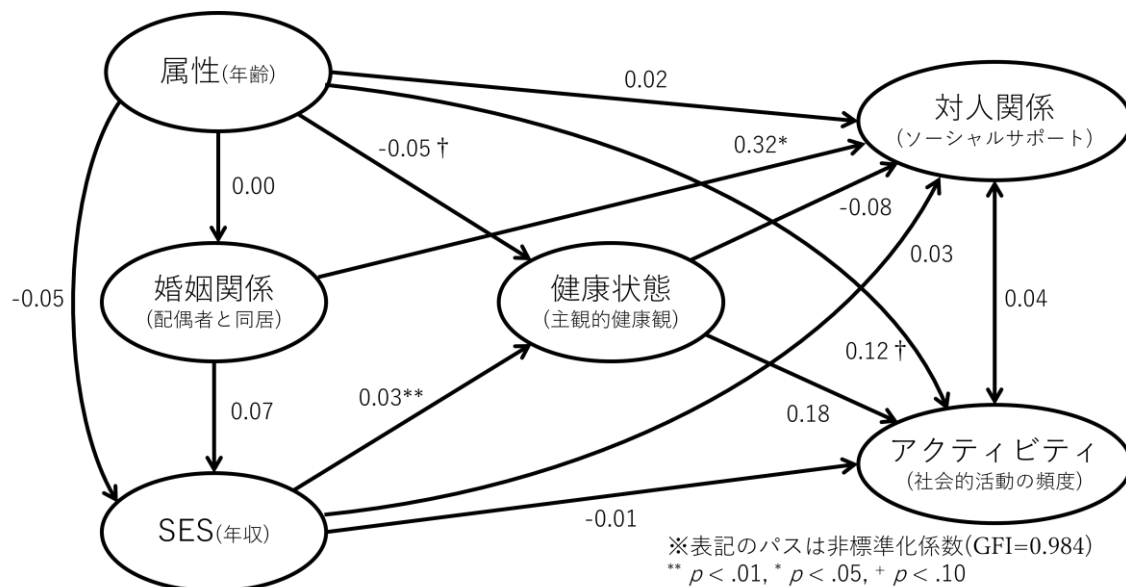 属性(年齢)
0.02
対人関係
(ソーシャルサポート)
-0.05 †
0.32*
0.00
-0.08
婚姻関係
(配偶者と同居)
健康状態
(主観的健康観)
0.03
-0.05
0.04
0.12 †
0.07
0.03**
0.18
アクティビティ
(社会的活動の頻度)
SES(年収)
-0.01
※表記のパスは非標準化係数(GFI=0.984)
** p < .01, * p < .05, + p < .10